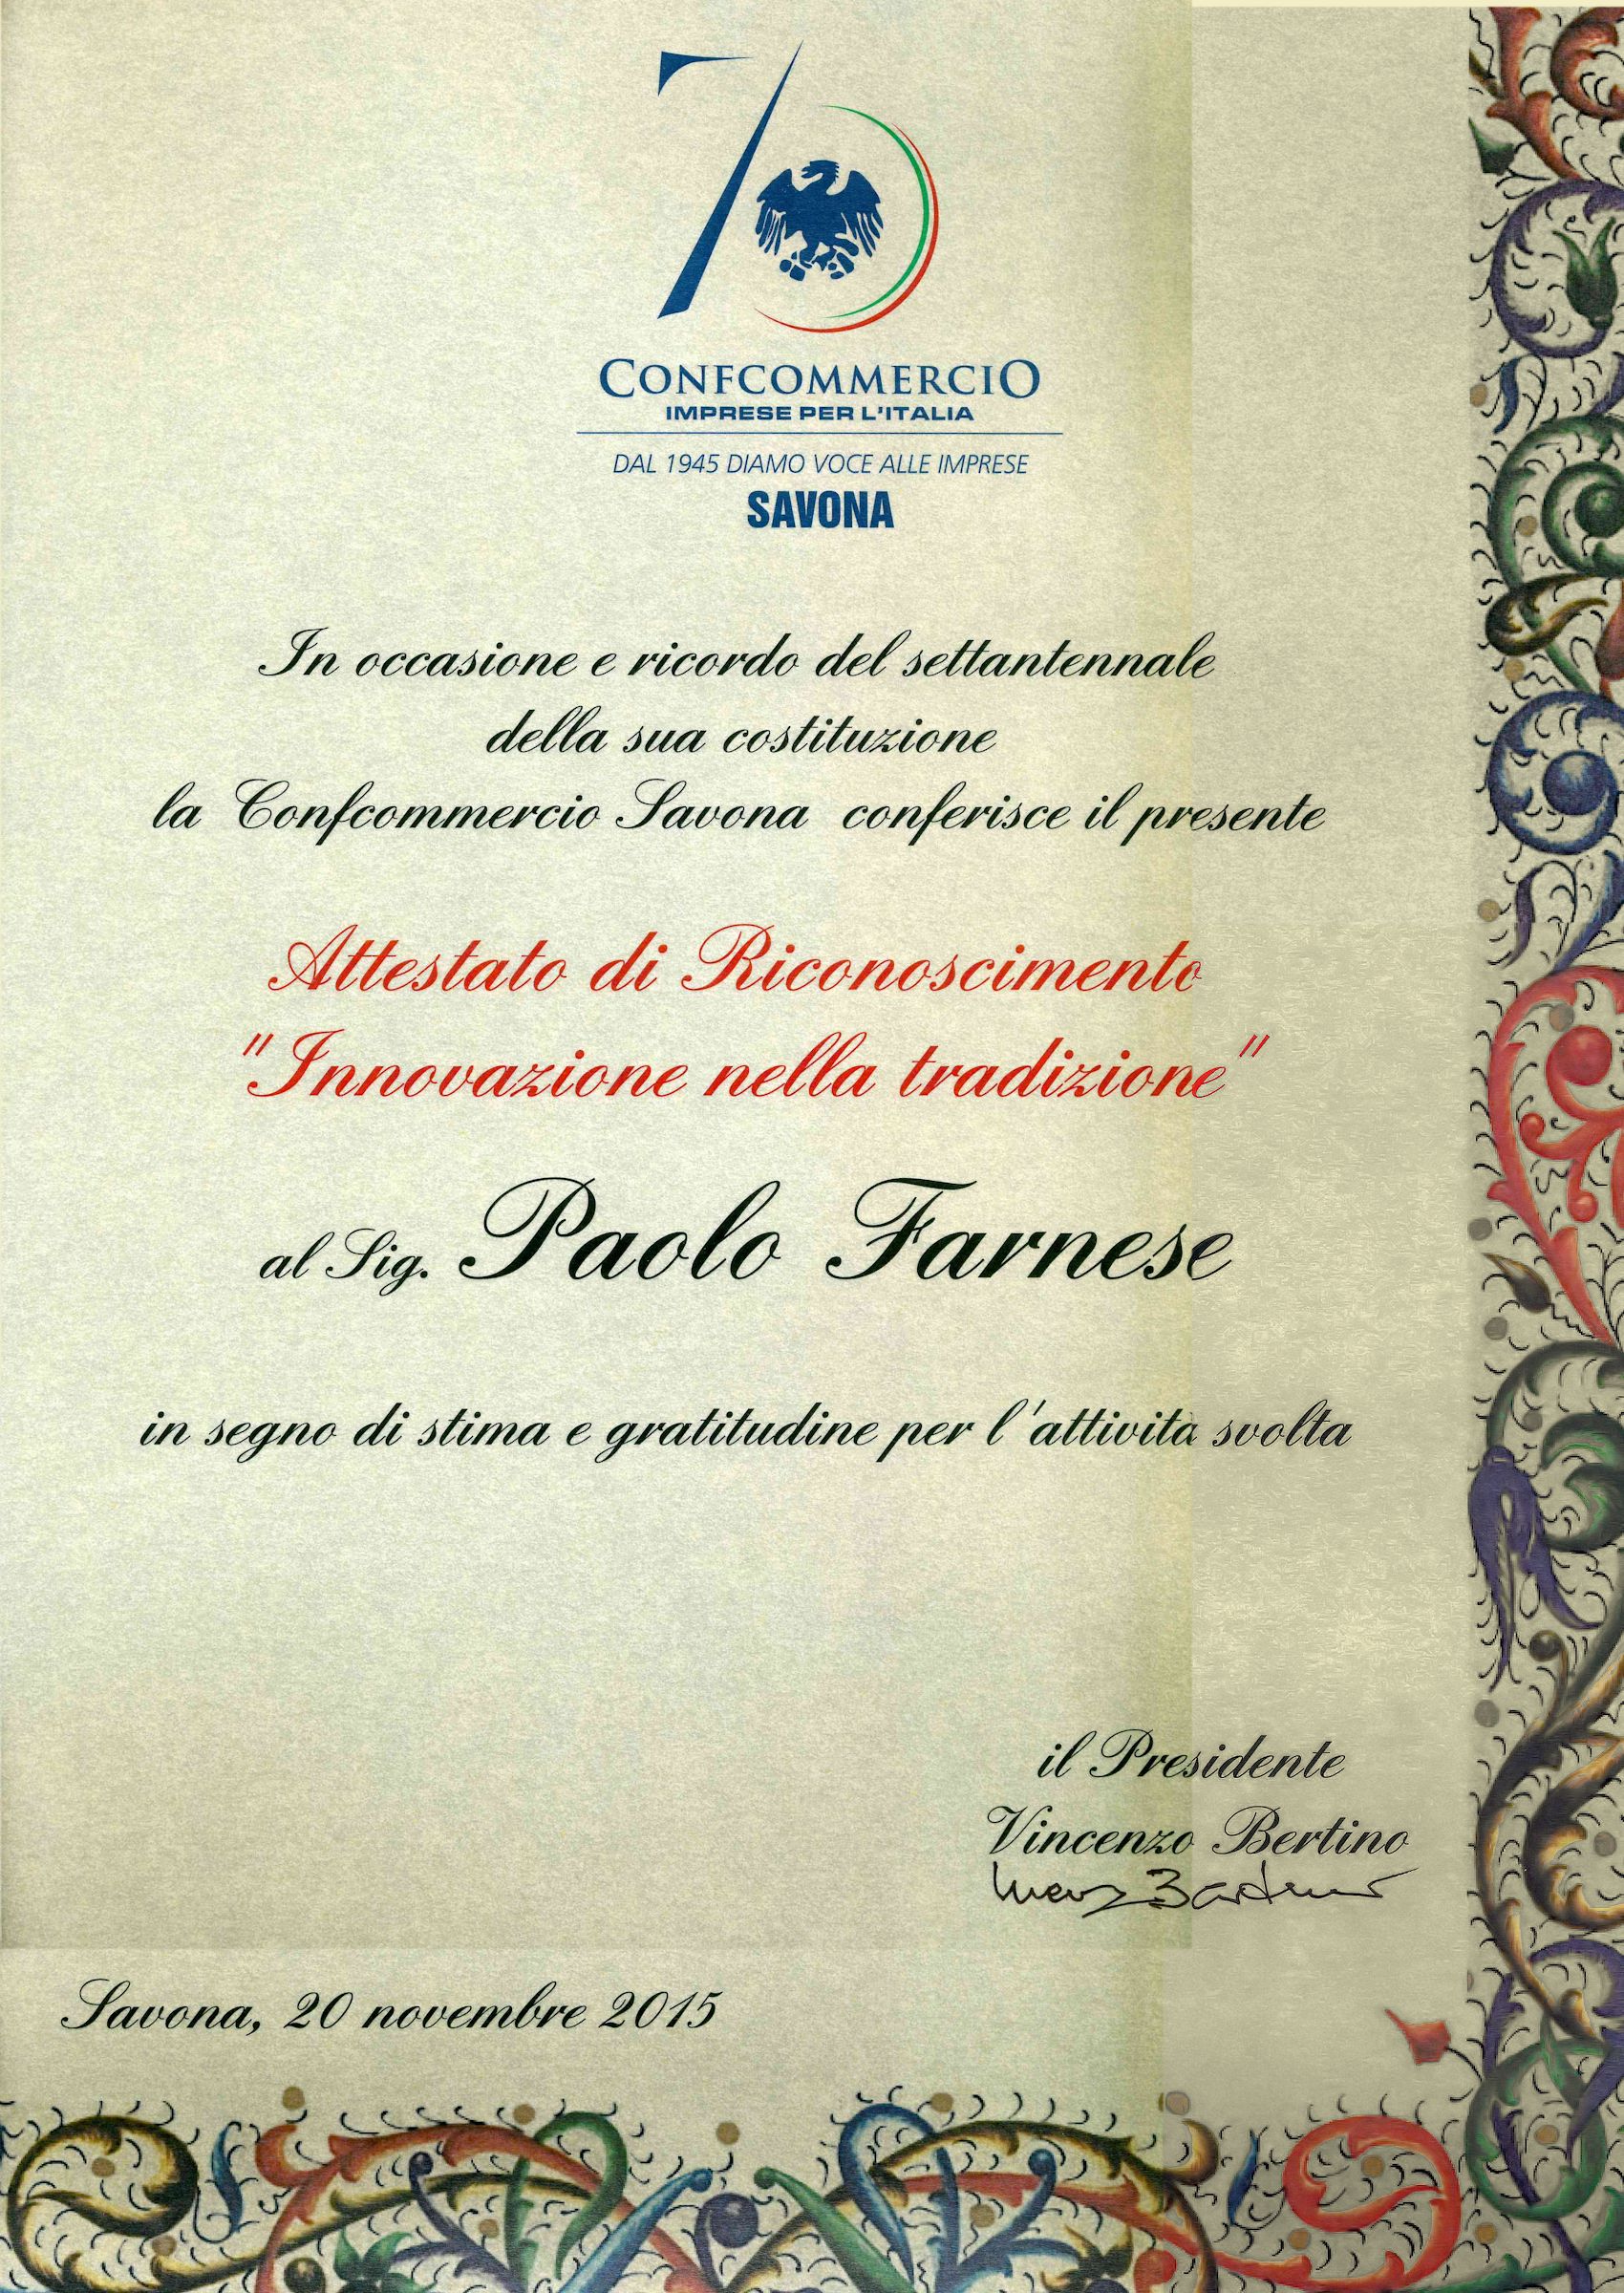 70
CONFCOMMERCIO
IMPRESE PER L'ITALIA
DAL 1945 DIAMO VOCE ALLE IMPRESE
SAVONA
In occasione e ricordo del settantennale
della sua costituzione
la Confcommercio Savona conferisce il presente
Attestato di Riconoscimento
"Innovazione nella tradizione"
al Sig. Paolo Farnese
in segno di stima e gratitudine per l'attività svolta
il Presidente
Vincenzo Bertino
Savona, 20 novembre 2015